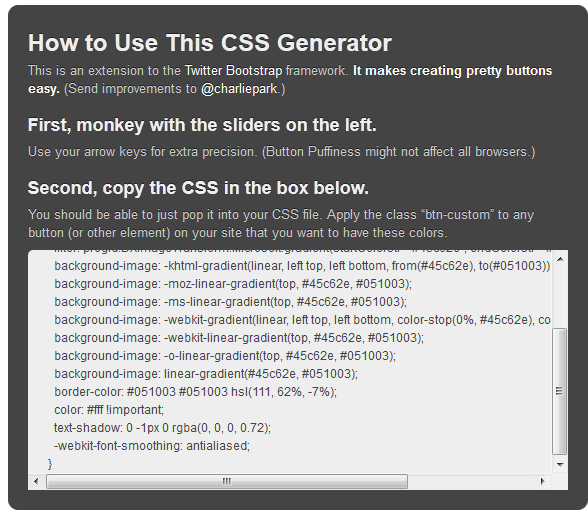 How to Use This CSS Generator
This is an extension to the Twitter Bootstrap framework. It makes creating pretty buttons
easy. (Send improvements to @charliepark.)
First, monkey with the sliders on the left.
Use your arrow keys for extra precision. (Button Puffiness might not affect all browsers.)
Second, copy the CSS in the box below.
You should be able to just pop it into your CSS file. Apply the class “btn-custom” to any
button (or other element) on your site that you want to have these colors.
background-image: -khtml-gradient(linear, left top, left bottom, from(#45c62e), to(#051003))
background-image: -moz-linear-gradient(top, #45c62e, #051003);
background-image: -ms-linear-gradient(top, #45c62e, #051003);
background-image: -webkit-gradient(linear, left top, left bottom, color-stop(0%, #45c62e), co
background-image: -webkit-linear-gradient(top, #45c62e, #051003);
background-image: -o-linear-gradient(top, #45c62e, #051003);
background-image: linear-gradient(#45c62e, #051003);
border-color: #051003 #051003 hsl(111, 62%, -7%);
color: #fff !important;
text-shadow: 0 -1px 0 rgba(0, 0, 0, 0.72);
-webkit-font-smoothing: antialiased;
}